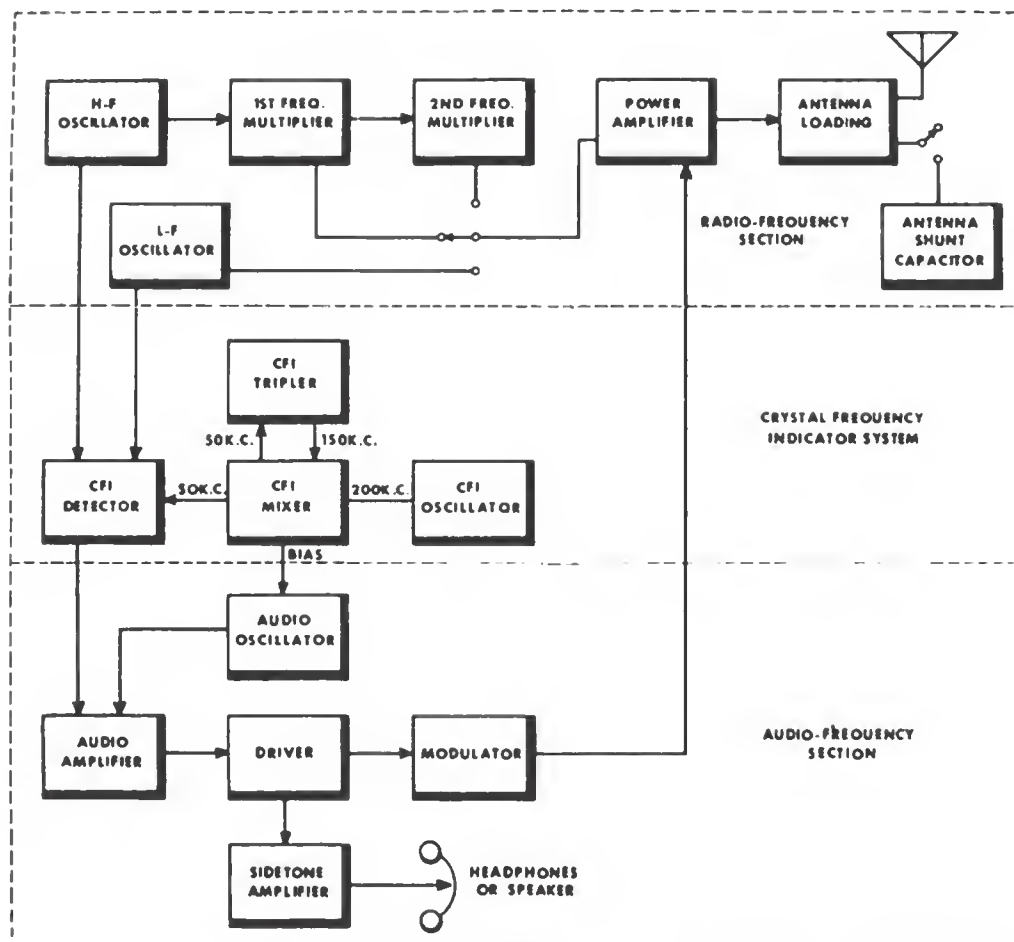 H-F
OSCILLATOR
1ST FREQ.
MULTIPLIER
2ND FREQ.
MULTIPLIER
POWER
AMPLIFIER
ANTENNA
LOADING
L-F
OSCILLATOR
RADIO-FREQUENCY
SECTION
ANTENNA
SHUNT
CAPACITOR
CFI
TRIPLER
50K.C.
150K.C.
CRYSTAL FREQUENCY
INDICATOR SYSTEM
CFI
DETECTOR
50K.C.
CFI
MIXER
200K.C.
CFI
OSCILLATOR
BIAS
AUDIO
OSCILLATOR
AUDIO
AMPLIFIER
DRIVER
MODULATOR
AUDIO-FREQUENCY
SECTION
SIDETONE
AMPLIFIER
HEADPHONES
OR SPEAKER